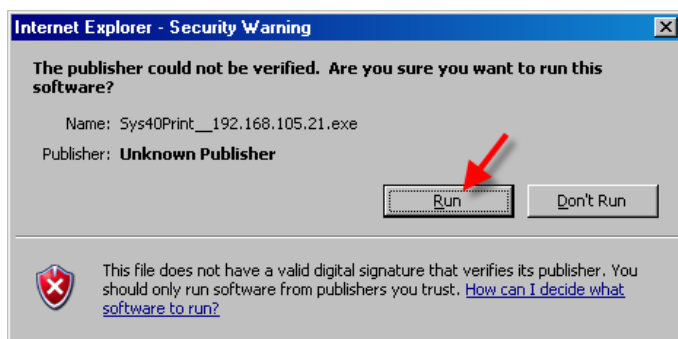 Internet Explorer - Security Warning
The publisher could not be verified. Are you sure you want to run this
software?
Name: Sys40Print__192.168.105.21.exe
Publisher: Unknown Publisher
Run Don't Run
This file does not have a valid digital signature that verifies its publisher. You
should only run software from publishers you trust. How can I decide what
software to run?